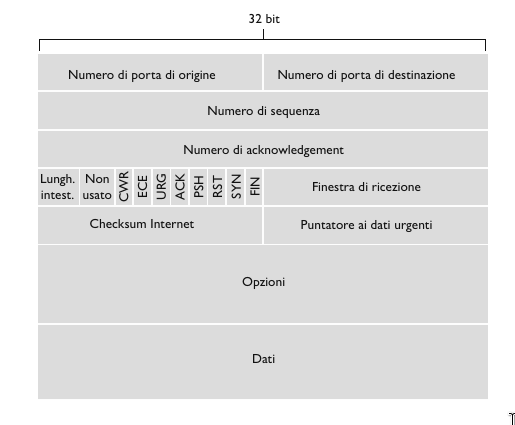 32 bit
Numero di porta di origine
Numero di porta di destinazione
Numero di sequenza
Numero di acknowledgement
Lungh.
intest.
Non
usato
CWR
ECE
URG
ACK
PSH
RST
SYN
FIN
Finestra di ricezione
Checksum Internet
Puntatore ai dati urgenti
Opzioni
Dati